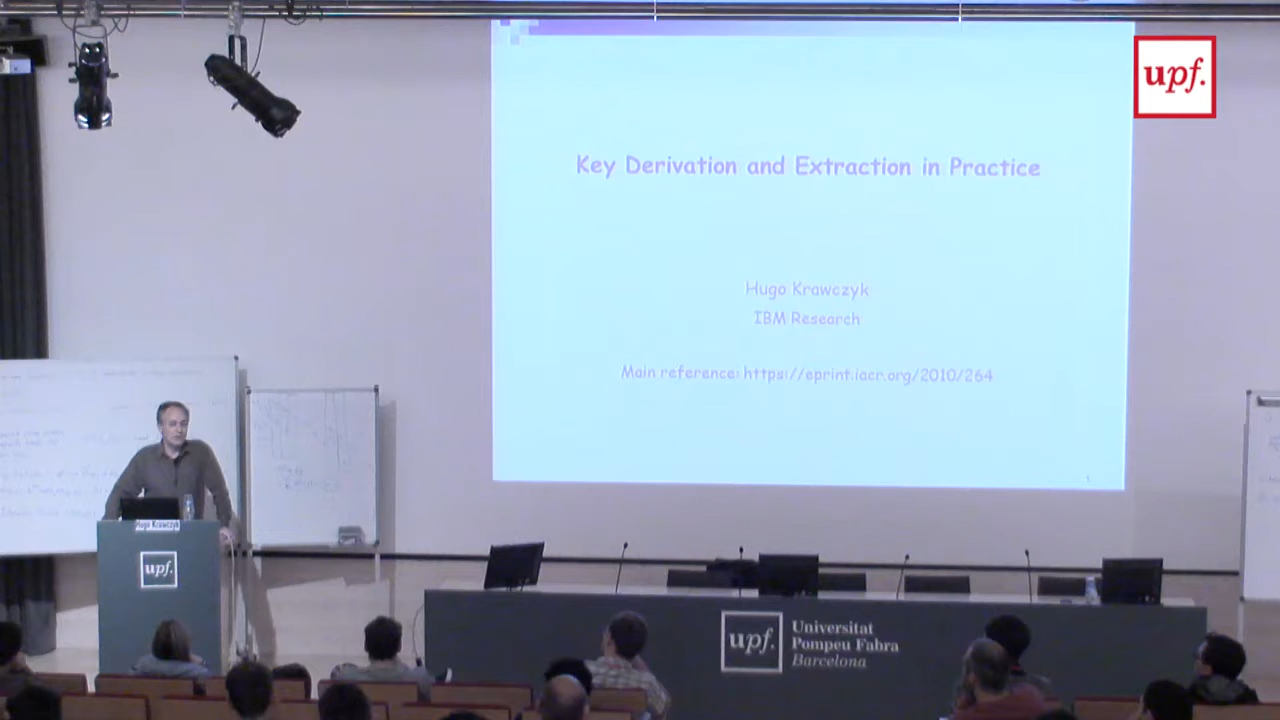 upf.
Key Derivation and Extraction in Practice
Hugo Krawczyk
IBM Research
Main reference: https://eprint.iacr.org/2010/264
1
Hugo Krawczyk
upf.
upf.
Universitat
Pompeu Fabra
Barcelona